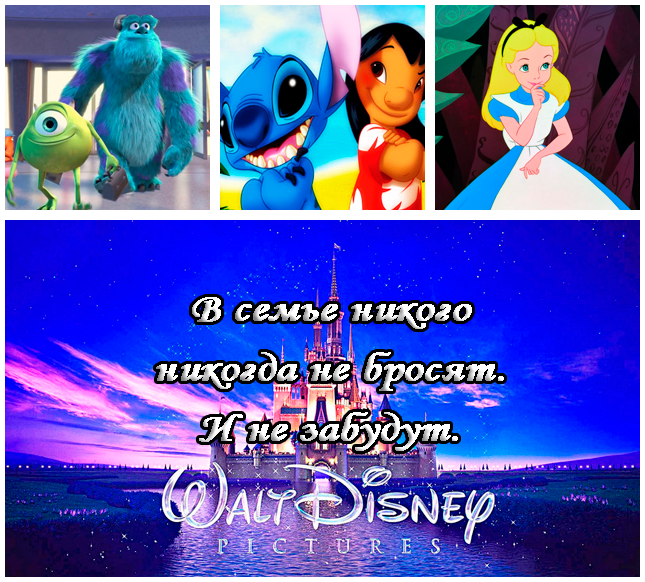 В семье никого
никогда не бросят.
И не забудут.
WALT DISNEY
PICTURES